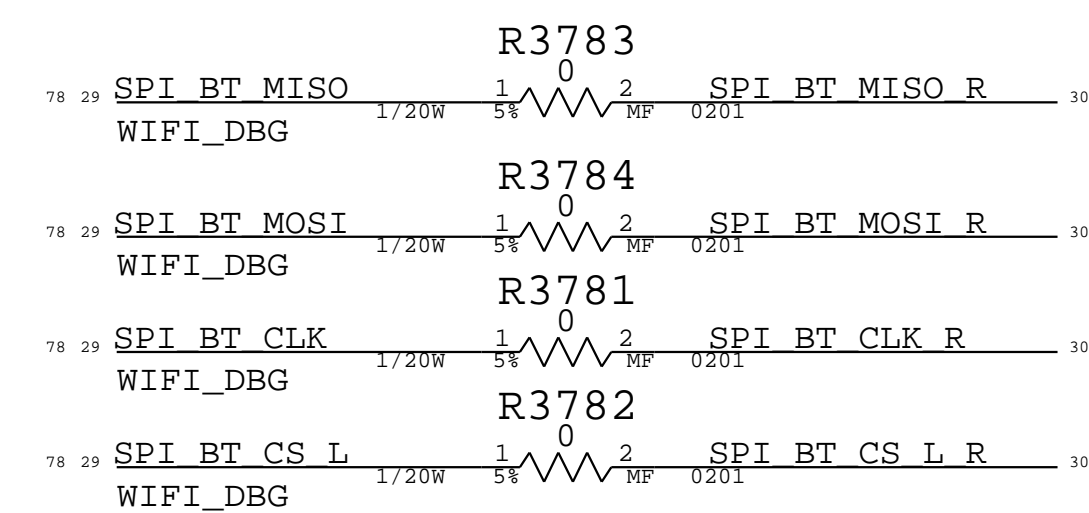 R3783
0
78 29 SPI_BT_MISO 1 2 SPI_BT_MISO_R 30
1/20W 5% MF 0201
WIFI_DBG
R3784
0
78 29 SPI_BT_MOSI 1 2 SPI_BT_MOSI_R 30
1/20W 5% MF 0201
WIFI_DBG
R3781
0
78 29 SPI_BT_CLK 1 2 SPI_BT_CLK_R 30
1/20W 5% MF 0201
WIFI_DBG
R3782
0
78 29 SPI_BT_CS_L 1 2 SPI_BT_CS_L_R 30
1/20W 5% MF 0201
WIFI_DBG